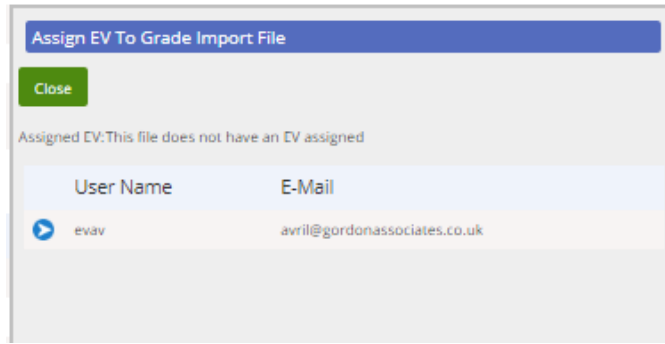 Assign EV To Grade Import File
Close
Assigned EV:This file does not have an EV assigned
User Name E-Mail
evav avril@gordonassociates.co.uk